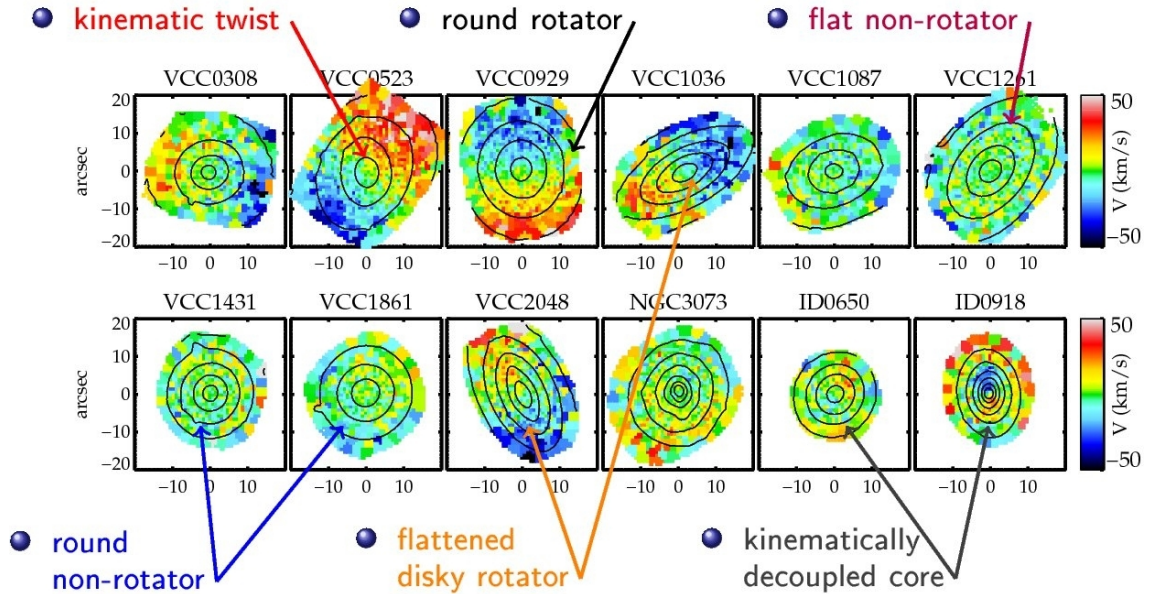 kinematic twist round rotator flat non-rotator
VCC0308 VCC0523 VCC0929 VCC1036 VCC1087 VCC1261
20
10
0
−10
−20
arcsec
50
V (km/s)
−50
−10 0 10 −10 0 10 −10 0 10 −10 0 10 −10 0 10 −10 0 10
VCC1431 VCC1861 VCC2048 NGC3073 ID0650 ID0918
20
10
0
−10
−20
arcsec
50
V (km/s)
−50
−10 0 10 −10 0 10 −10 0 10 −10 0 10 −10 0 10 −10 0 10
round
non-rotator
flattened
disky rotator
kinematically
decoupled core